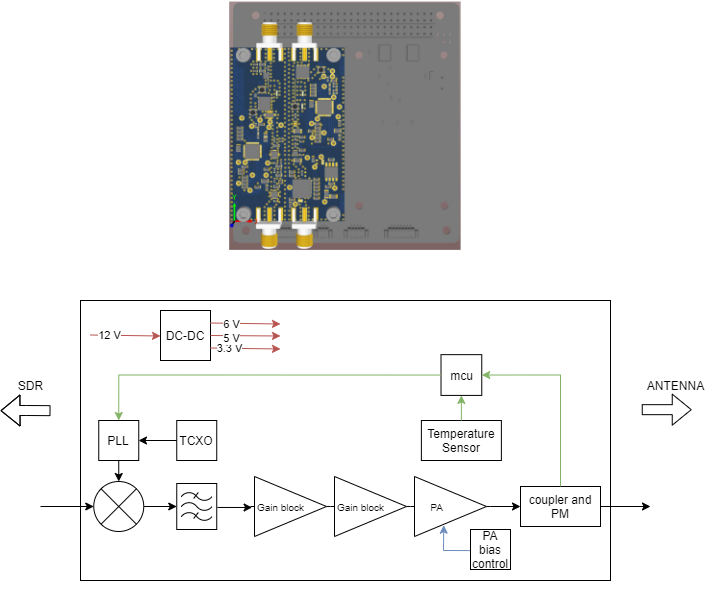 12 V
DC-DC
6 V
5 V
3.3 V
SDR
mcu
ANTENNA
PLL
TCXO
Temperature
Sensor
Gain block
Gain block
PA
coupler and
PM
PA
bias
control